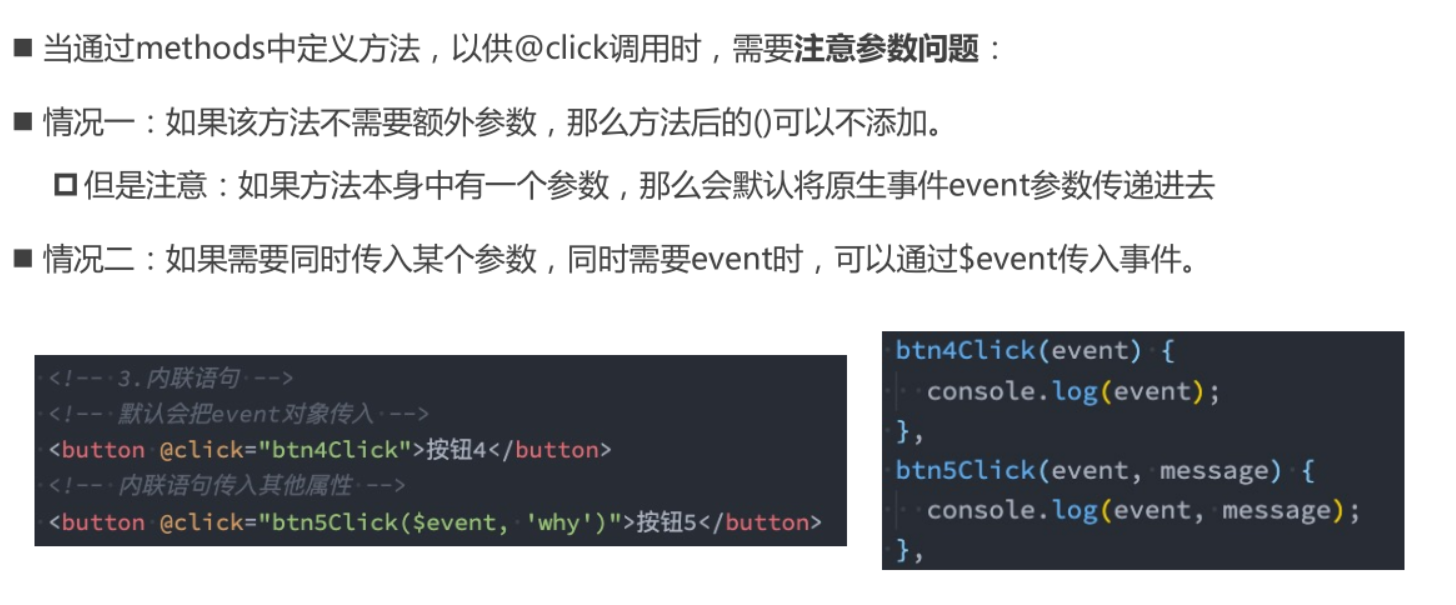 ■ 当通过methods中定义方法，以供@click调用时，需要注意参数问题：
■ 情况一：如果该方法不需要额外参数，那么方法后的()可以不添加。
但是注意：如果方法本身中有一个参数，那么会默认将原生事件event参数传递进去
■ 情况二：如果需要同时传入某个参数，同时需要event时，可以通过$event传入事件。
<!-- 3.内联语句 -->
<!-- 默认会把event对象传入 -->
<button @click="btn4Click">按钮4</button>
<!-- 内联语句传入其他属性 -->
<button @click="btn5Click($event, 'why')">按钮5</button>
btn4Click(event) {
console.log(event);
},
btn5Click(event, message) {
console.log(event, message);
},